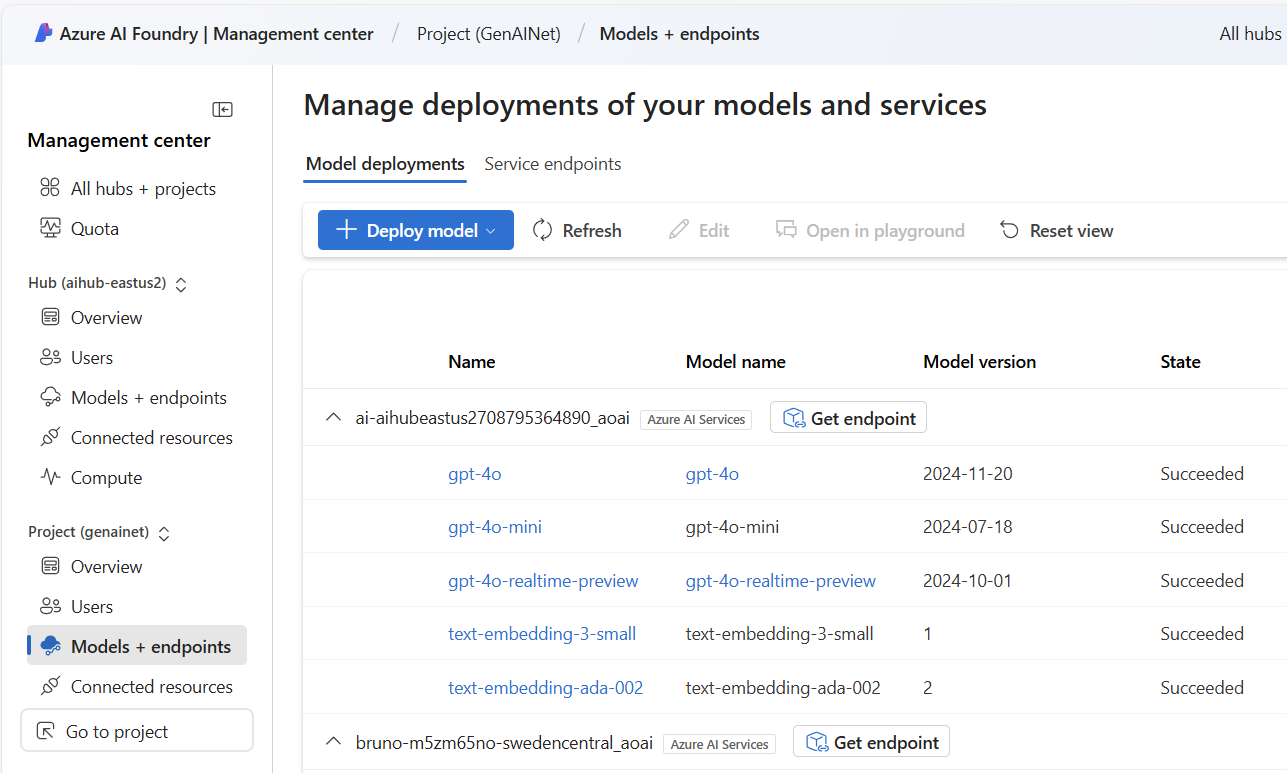 Azure AI Foundry | Management center / Project (GenAINet) / Models + endpoints All hubs
Management center
All hubs + projects
Quota
Hub (aihub-eastus2)
Overview
Users
Models + endpoints
Connected resources
Compute
Project (genainet)
Overview
Users
Models + endpoints
Connected resources
Go to project
Manage deployments of your models and services
Model deployments Service endpoints
Deploy model Refresh Edit Open in playground Reset view
Name Model name Model version State
ai-aihubeastus2708795364890_aoai Azure AI Services Get endpoint
gpt-4o gpt-4o 2024-11-20 Succeeded
gpt-4o-mini gpt-4o-mini 2024-07-18 Succeeded
gpt-4o-realtime-preview gpt-4o-realtime-preview 2024-10-01 Succeeded
text-embedding-3-small text-embedding-3-small 1 Succeeded
text-embedding-ada-002 text-embedding-ada-002 2 Succeeded
bruno-m5zm65no-swedencentral_aoai Azure AI Services Get endpoint